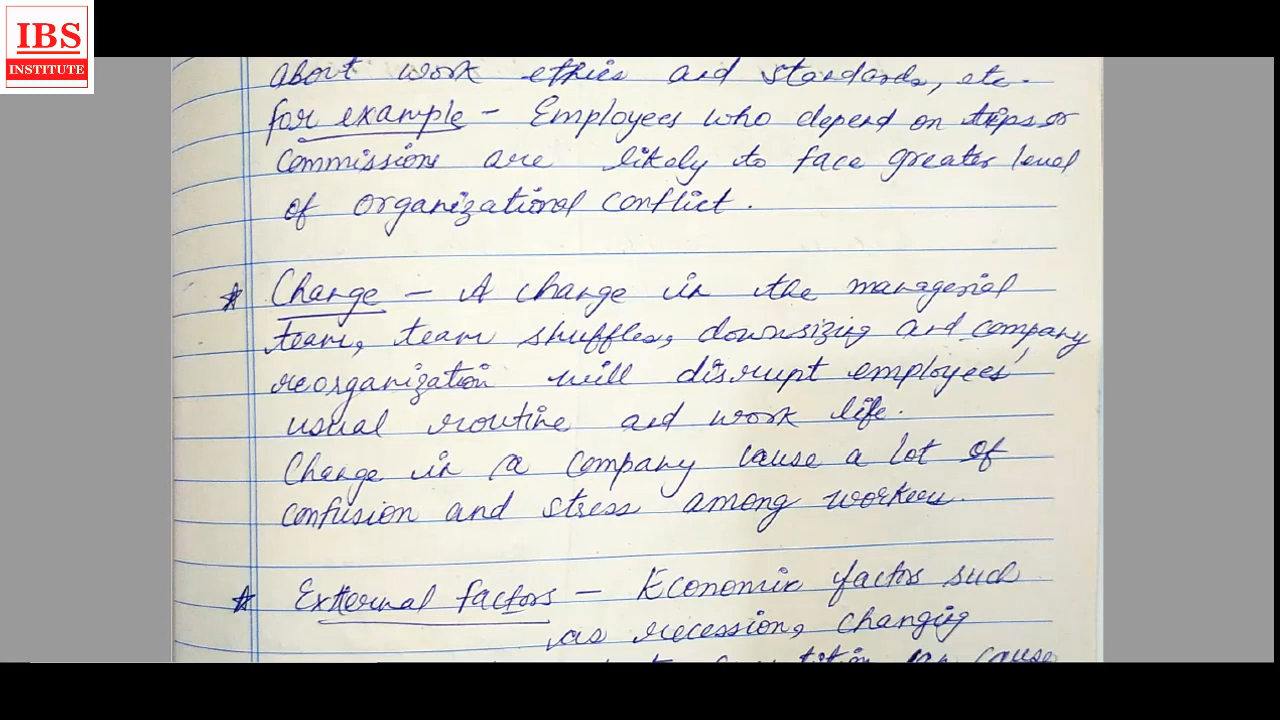 IBS
INSTITUTE
about work ethics and standards, etc.
for example - Employees who depend on tips or
commissions are likely to face greater level
of organizational conflict.
* Change - A change in the managerial
team, team shuffles, downsizing and company
reorganization will disrupt employees'
usual routine and work life.
Change in a company cause a lot of
confusion and stress among workers.
* External factors - Economic factors such
as recession, changing
cause